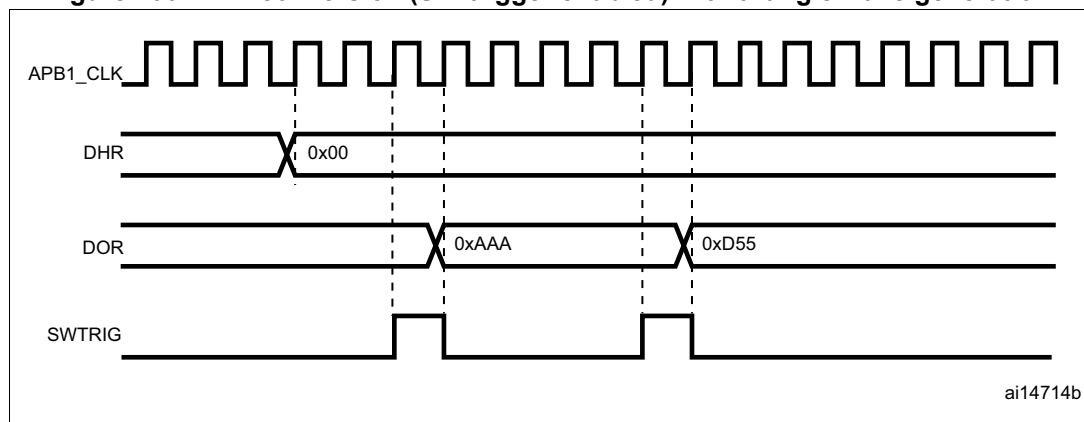 APB1_CLK
DHR
0x00
DOR
0xAAA
0xD55
SWTRIG
ai14714b